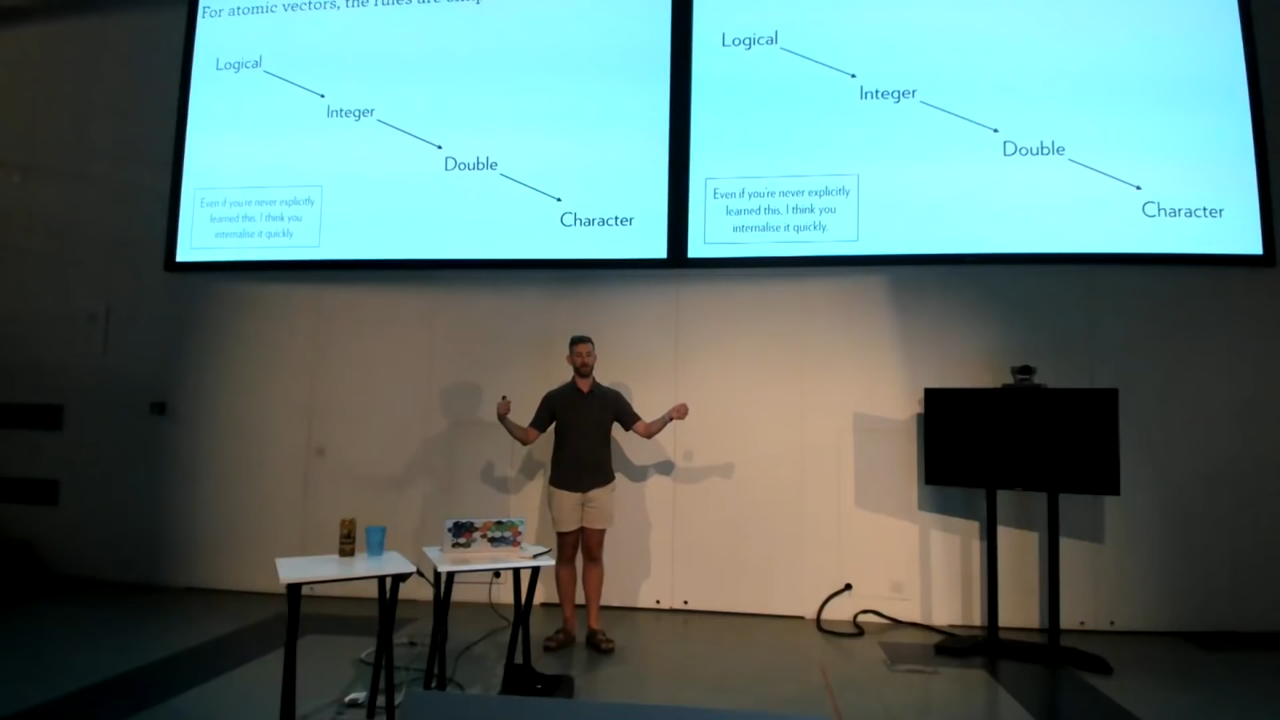 For atomic vectors, the rules are
Logical
Integer
Double
Character
Even if you're never explicitly
learned this, I think you
internalise it quickly
Logical
Integer
Double
Character
Even if you're never explicitly
learned this, I think you
internalise it quickly.